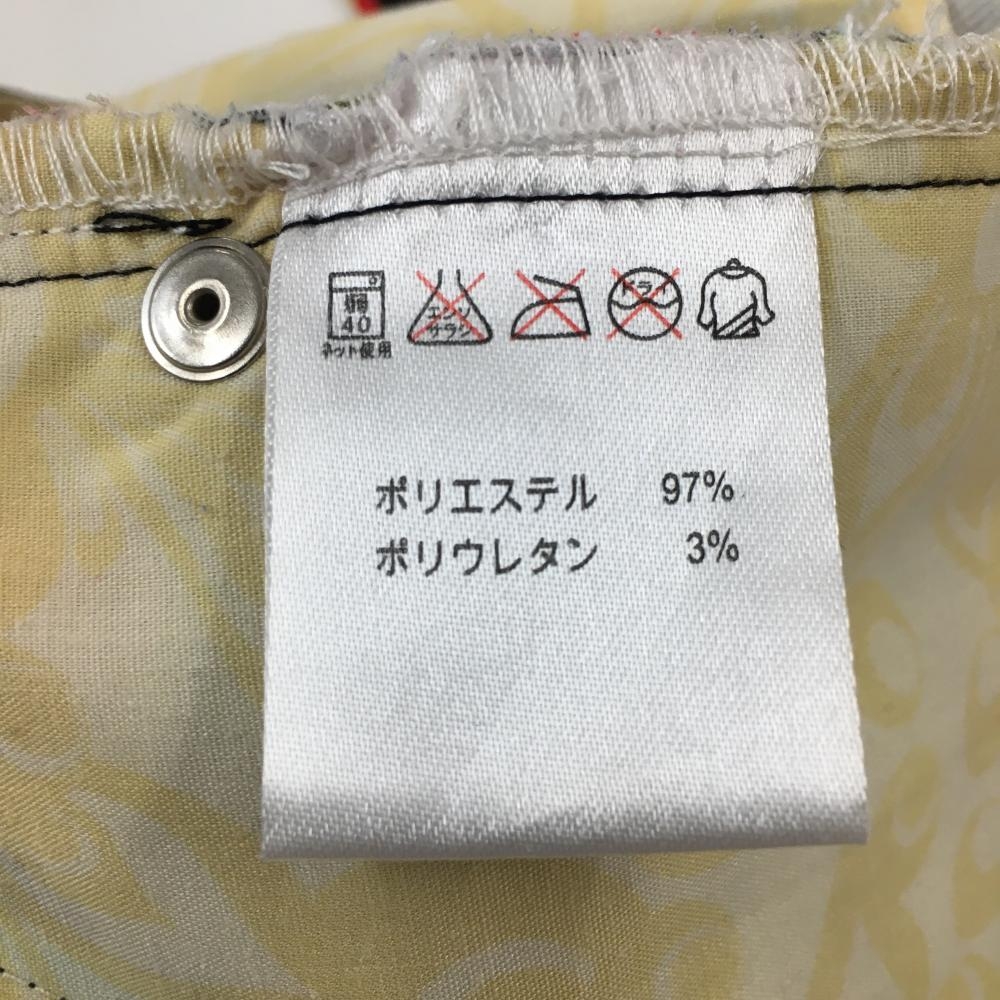 弱
40
ネット使用
エンソ
サラシ
ドライ
ポリエステル 97%
ポリウレタン 3%